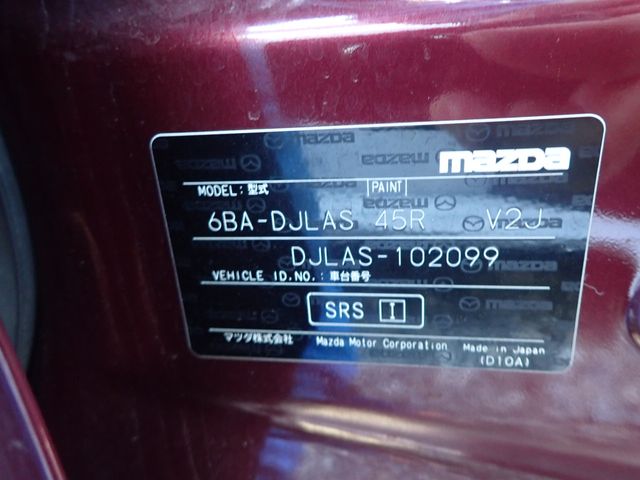 mazda
MODEL: 型式 PAINT
6BA-DJLAS 45R V2J
DJLAS-102099
VEHICLE ID.NO.: 車台番号
SRS I
マツダ株式会社 Mazda Motor Corporation Made in Japan
(D10A)